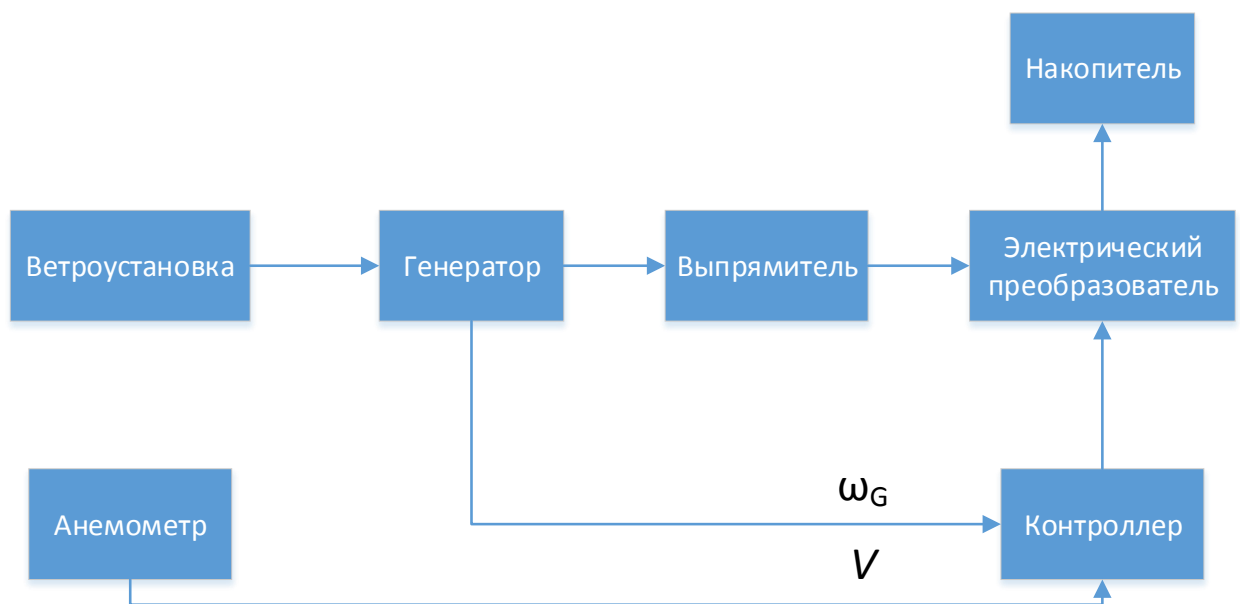 Накопитель
Ветроустановка
Генератор
Выпрямитель
Электрический
преобразователь
Анемометр
ωG
V
Контроллер